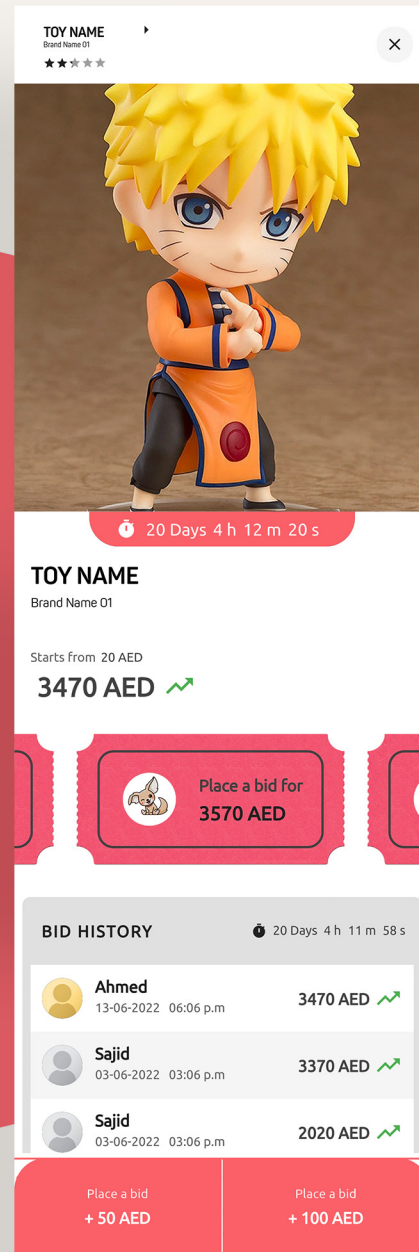 TOY NAME
Brand Name 01
20 Days 4 h 12 m 20 s
TOY NAME
Brand Name 01
Starts from 20 AED
3470 AED
Place a bid for
3570 AED
BID HISTORY
20 Days 4 h 11 m 58 s
Ahmed
13-06-2022 06:06 p.m
3470 AED
Sajid
03-06-2022 03:06 p.m
3370 AED
Sajid
03-06-2022 03:06 p.m
2020 AED
Place a bid
+ 50 AED
Place a bid
+ 100 AED